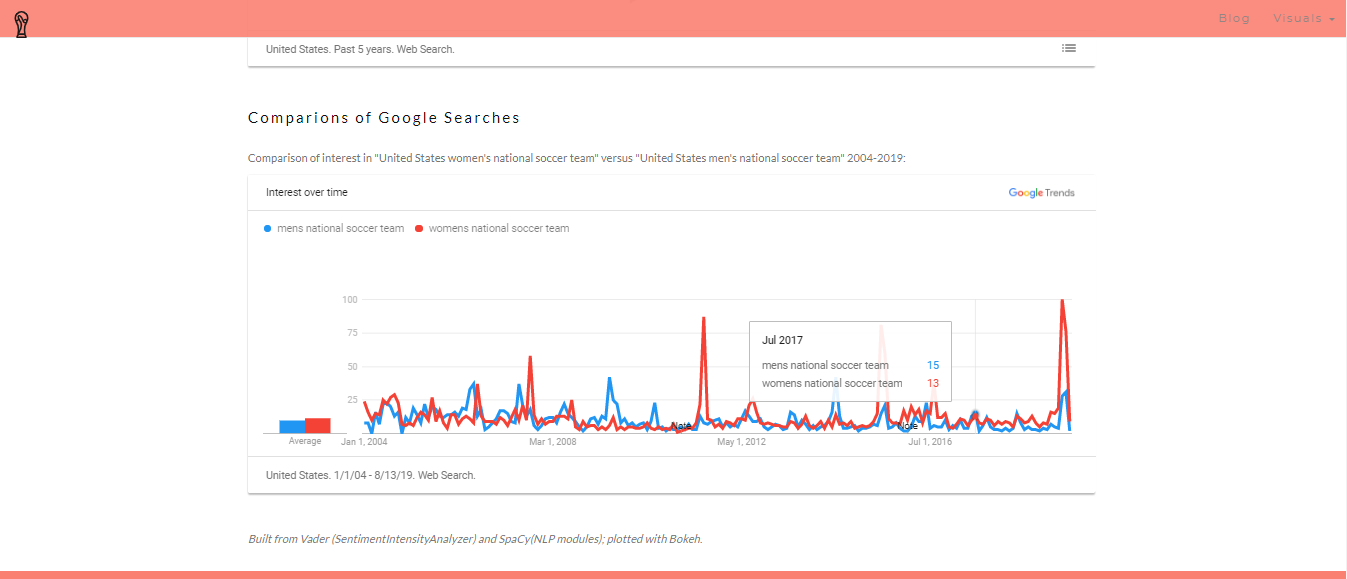 Blog Visuals
United States. Past 5 years. Web Search.
Comparions of Google Searches
Comparison of interest in "United States women's national soccer team" versus "United States men's national soccer team" 2004-2019:
Interest over time
Google Trends
mens national soccer team womens national soccer team
100
75
50
25
Jul 2017
mens national soccer team 15
womens national soccer team 13
Note Note
Average Jan 1, 2004 Mar 1, 2008 May 1, 2012 Jul 1, 2016
United States. 1/1/04 - 8/13/19. Web Search.
Built from Vader (SentimentIntensityAnalyzer) and SpaCy(NLP modules); plotted with Bokeh.